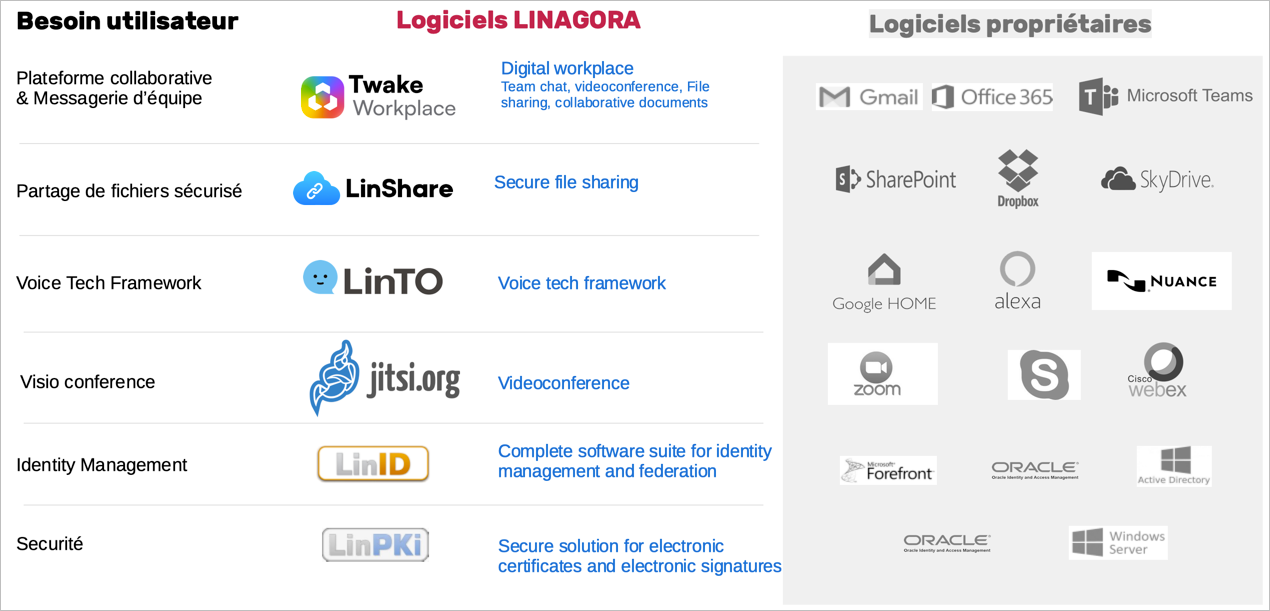 Besoin utilisateur
Logiciels LINAGORA
Logiciels propriétaires
Plateforme collaborative
& Messagerie d'équipe
Twake
Workplace
Digital workplace
Team chat, videoconference, File
sharing, collaborative documents
Gmail
Office 365
T
Microsoft Teams
Partage de fichiers sécurisé
LinShare
Secure file sharing
S
SharePoint
Dropbox
SkyDrive.
Voice Tech Framework
LinTO
Voice tech framework
Google HOME
alexa
NUANCE
Visio conference
jitsi.org
Videoconference
zoom
S
Cisco
webex
Identity Management
LinID
Complete software suite for identity
management and federation
Microsoft
Forefront
ORACLE
Oracle Identity and Access Management
Active Directory
Securité
LinPKi
Secure solution for electronic
certificates and electronic signatures
ORACLE
Oracle Identity and Access Management
Windows
Server